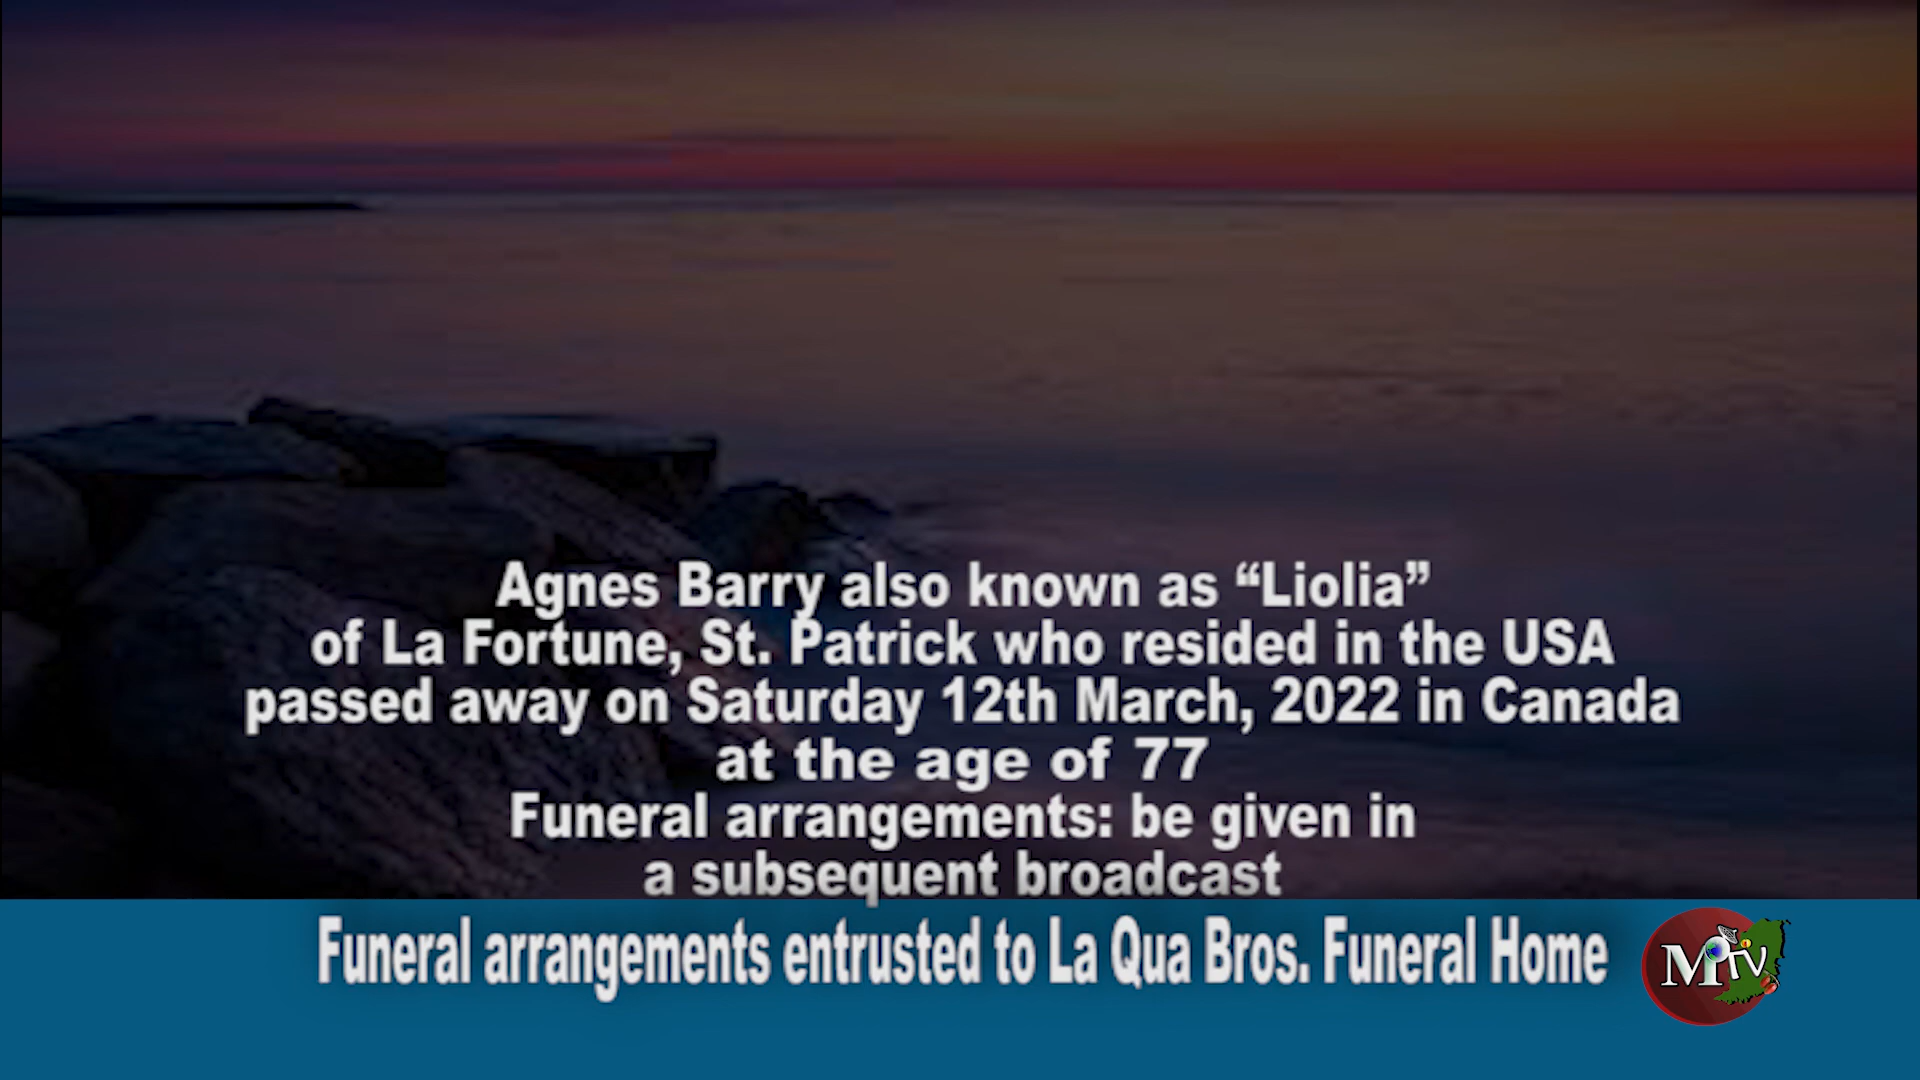 Agnes Barry also known as “Liolia”
of La Fortune, St. Patrick who resided in the USA
passed away on Saturday 12th March, 2022 in Canada
at the age of 77
Funeral arrangements: be given in
a subsequent broadcast
Funeral arrangements entrusted to La Qua Bros. Funeral Home
MTV